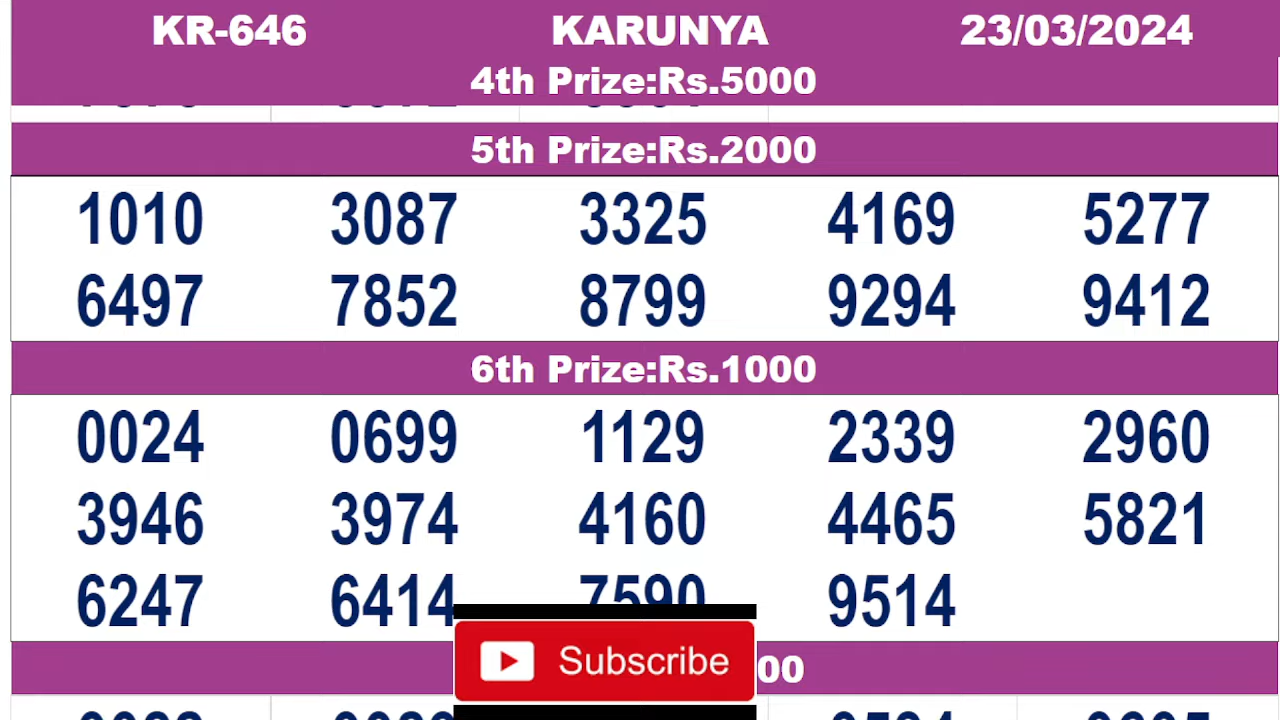 KR-646 KARUNYA 23/03/2024
4th Prize:Rs.5000
5th Prize:Rs.2000
1010 3087 3325 4169 5277
6497 7852 8799 9294 9412
6th Prize:Rs.1000
0024 0699 1129 2339 2960
3946 3974 4160 4465 5821
6247 6414 7590 9514
00
Subscribe